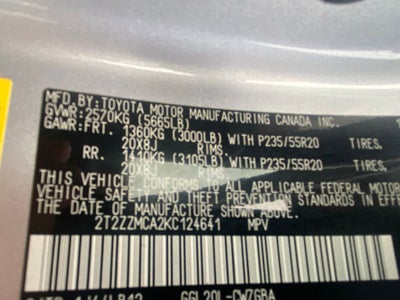 MFD.BY:TOYOTA MOTOR MANUFACTURING CANADA INC.
GVWR:2570KG (5665LB)
GAWR:FRT. 1360KG (3000LB) WITH P235/55R20 TIRES,
20X8J RIMS,
RR. 1410KG (3105LB) WITH P235/55R20 TIRES,
20X8J RIMS,
THIS VEHICLE CONFORMS TO ALL APPLICABLE FEDERAL MOTOR
VEHICLE SAFETY AND THEFT PREVENTION STANDARDS IN EFFE
DATE OF MANUFACTURE SHOWN ABOVE.
2T2ZZMCA2KC124641 MPV
GGL20L-CWZGBA